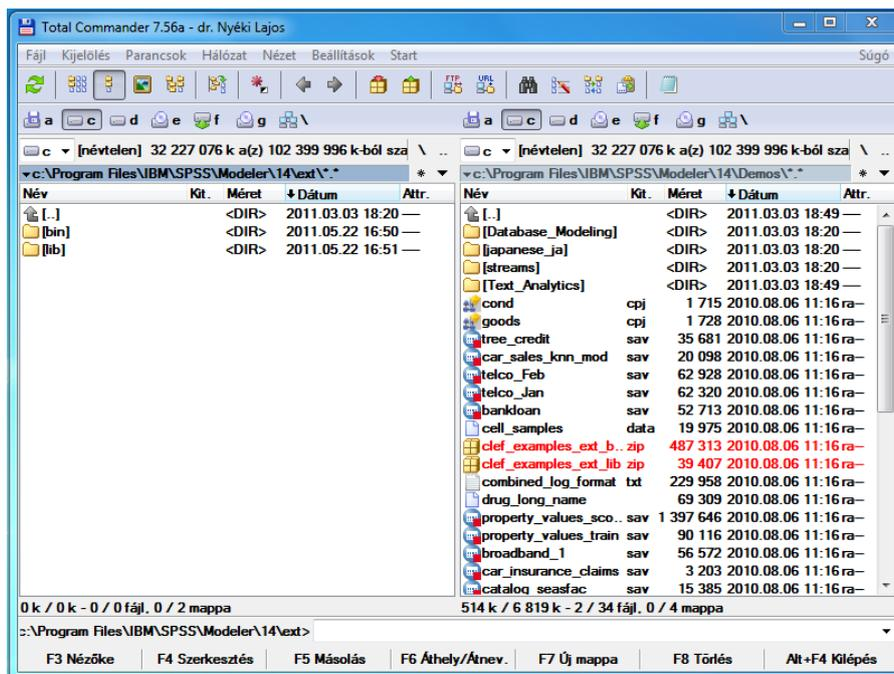 Total Commander 7.56a - dr. Nyéki Lajos
Fájl Kijelölés Parancsok Hálózat Nézet Beállítások Start Súgó
FTP URL
a c d e f g \ a c d e f g \
c [névtelen] 32 227 076 k a(z) 102 399 996 k-ból sza \ .. c [névtelen] 32 227 076 k a(z) 102 399 996 k-ból sza \ ..
c:\Program Files\IBM\SPSS\Modeler\14\ext\*.* * c:\Program Files\IBM\SPSS\Modeler\14\Demos\*.* *
Név Kit. Méret Dátum Attr. Név Kit. Méret Dátum Attr.
[..] <DIR> 2011.03.03 18:20 — [..] <DIR> 2011.03.03 18:49 —
[bin] <DIR> 2011.05.22 16:50 — [Database_Modeling] <DIR> 2011.03.03 18:20 —
[lib] <DIR> 2011.05.22 16:51 — [japanese_ja] <DIR> 2011.03.03 18:20 —
[streams] <DIR> 2011.03.03 18:20 —
[Text_Analytics] <DIR> 2011.03.03 18:49 —
cond cpj 1 715 2010.08.06 11:16 ra–
goods cpj 1 728 2010.08.06 11:16 ra–
tree_credit sav 35 681 2010.08.06 11:16 ra–
car_sales_knn_mod sav 20 098 2010.08.06 11:16 ra–
telco_Feb sav 62 928 2010.08.06 11:16 ra–
telco_Jan sav 62 320 2010.08.06 11:16 ra–
bankloan sav 52 713 2010.08.06 11:16 ra–
cell_samples data 19 975 2010.08.06 11:16 ra–
clef_examples_ext_b.. zip 487 313 2010.08.06 11:16 ra–
clef_examples_ext_lib zip 39 407 2010.08.06 11:16 ra–
combined_log_format txt 229 958 2010.08.06 11:16 ra–
drug_long_name 69 309 2010.08.06 11:16 ra–
property_values_sco.. sav 1 397 646 2010.08.06 11:16 ra–
property_values_train sav 90 116 2010.08.06 11:16 ra–
broadband_1 sav 56 572 2010.08.06 11:16 ra–
car_insurance_claims sav 3 203 2010.08.06 11:16 ra–
catalog_seasfac sav 15 385 2010.08.06 11:16 ra–
0 k / 0 k - 0 / 0 fájl, 0 / 2 mappa 514 k / 6 819 k - 2 / 34 fájl, 0 / 4 mappa
c:\Program Files\IBM\SPSS\Modeler\14\ext>
F3 Nézőke F4 Szerkesztés F5 Másolás F6 Áthely/Átnev. F7 Új mappa F8 Törlés Alt+F4 Kilépés